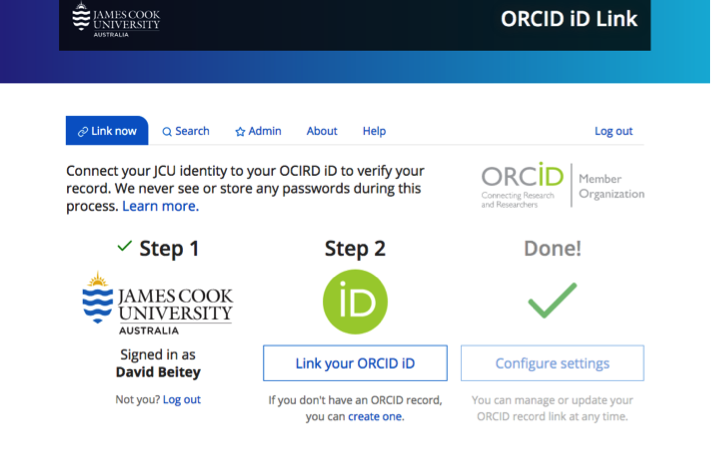 JAMES COOK
UNIVERSITY
AUSTRALIA
ORCID iD Link
Link now
Search
Admin
About
Help
Log out
Connect your JCU identity to your OCIRD iD to verify your
record. We never see or store any passwords during this
process. Learn more.
ORCiD
Connecting Research
and Researchers
Member
Organization
Step 1
JAMES COOK
UNIVERSITY
AUSTRALIA
Signed in as
David Beitey
Not you? Log out
Step 2
iD
Link your ORCID iD
If you don't have an ORCID record,
you can create one.
Done!
Configure settings
You can manage or update your
ORCID record link at any time.